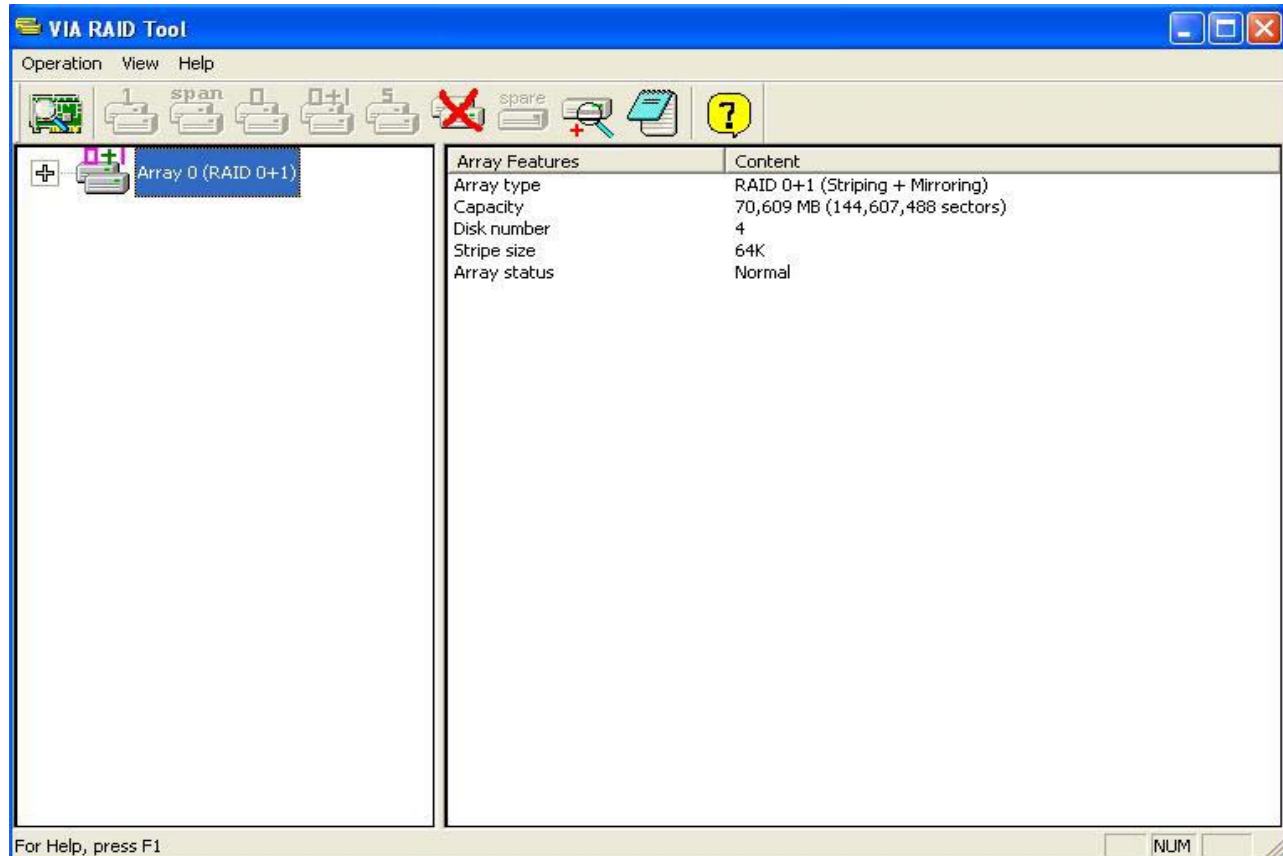 VIA RAID Tool
Operation View Help
1 span 0 0+1 5 spare ?
0+1
Array 0 (RAID 0+1)
Array Features Content
Array type RAID 0+1 (Striping + Mirroring)
Capacity 70,609 MB (144,607,488 sectors)
Disk number 4
Stripe size 64K
Array status Normal
For Help, press F1 NUM